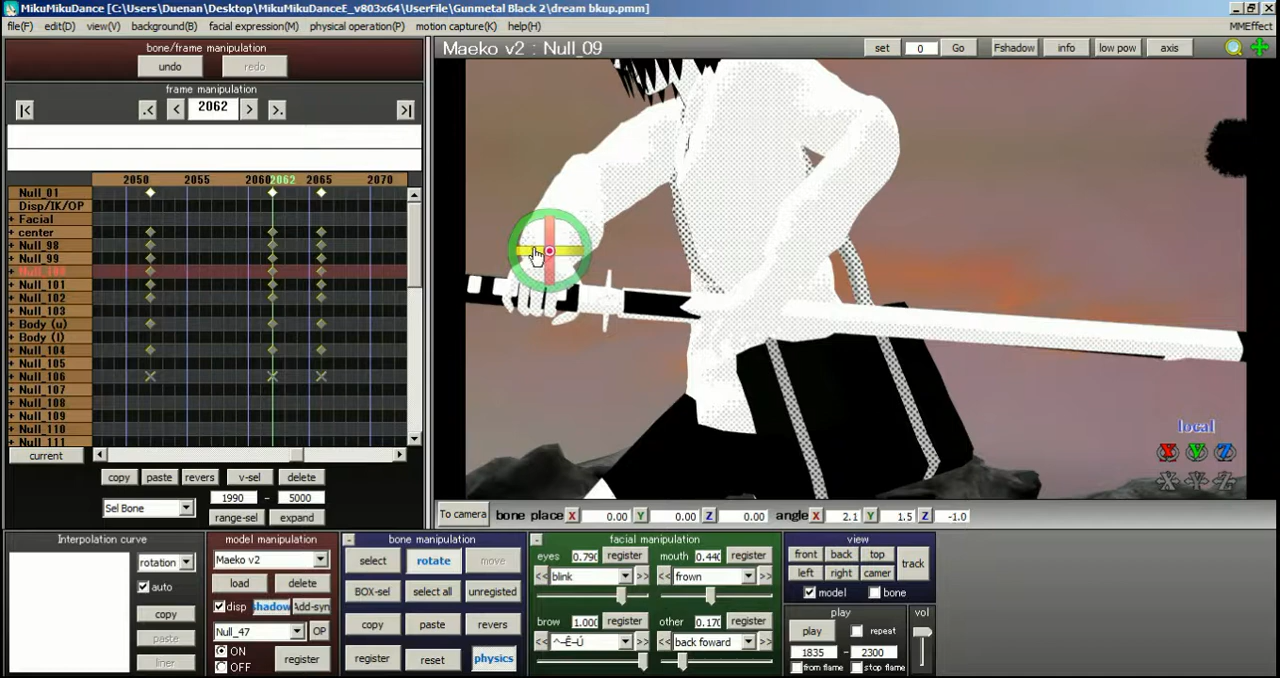 MikuMikuDance [C:\Users\Duenan\Desktop\MikuMikuDanceE_v803x64\UserFile\Gunmetal Black 2\dream bkup.pmm]
file(F) edit(D) view(V) background(B) facial expression(M) physical operation(P) motion capture(K) help(H) MMEffect
bone/frame manipulation
undo redo
frame manipulation
|< .< < 2062 > >. >|
Maeko v2 : Null_09
set 0 Go Fshadow info low pow axis
2050 2055 2060 2062 2065 2070
Null_01
Disp/IK/OP
+ Facial
+ center
+ Null_98
+ Null_99
+ Null_101
+ Null_102
+ Null_103
+ Body (u)
+ Body (l)
+ Null_104
+ Null_105
+ Null_106
+ Null_107
+ Null_108
+ Null_109
+ Null_110
+ Null_111
current
copy paste revers v-sel delete
Sel Bone 1990 - 5000
range-sel expand
local
X Y Z
X Y Z
To camera bone place X 0.00 Y 0.00 Z 0.00 angle X 2.1 Y 1.5 Z -1.0
Interpolation curve
rotation
auto
copy
paste
liner
model manipulation
Maeko v2
load delete
disp shadow Add-syn
Null_47 OP
ON
OFF
register
- bone manipulation
select rotate move
BOX-sel select all unregisted
copy paste revers
register reset physics
- facial manipulation
eyes 0.790 register mouth 0.440 register
<< blink >> << frown >>
brow 1.000 register other 0.170 register
<< >> << back foward >>
view
front back top
left right camer
track
model bone
play
play repeat
1835 - 2300
from flame stop flame
vol